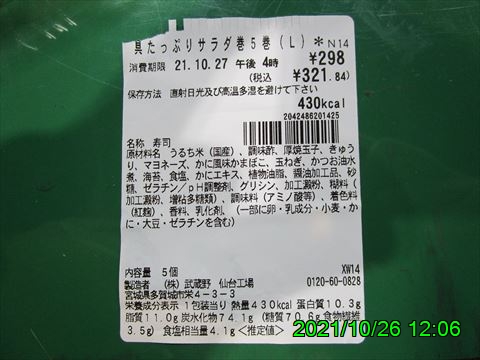 具たっぷりサラダ巻5巻(L) *N14
消費期限 21.10.27 午後 4時 ¥298
(税込 ¥321.84)
保存方法 直射日光及び高温多湿を避けて下さい
430kcal
2042486201425
名称 寿司
原材料名 うるち米(国産)、調味酢、厚焼玉子、きゅう
り、マヨネーズ、かに風味かまぼこ、玉ねぎ、かつお油水
煮、海苔、食塩、かにエキス、植物油脂、醤油加工品、砂
糖、ゼラチン/pH調整剤、グリシン、加工澱粉、糊料(
加工澱粉、増粘多糖類)、調味料(アミノ酸等)、着色料
(紅麹)、香料、乳化剤、(一部に卵・乳成分・小麦・か
に・大豆・ゼラチンを含む)
内容量 5個 XW14
製造者 (株)武蔵野 仙台工場 0120-60-0828
宮城県多賀城市栄4-3-3
栄養成分表示 1包装当り 熱量430kcal 蛋白質10.3g
脂質11.0g 炭水化物74.1g (糖質70.6g 食物繊維
3.5g) 食塩相当量4.1g <推定値>
2021/10/26 12:06